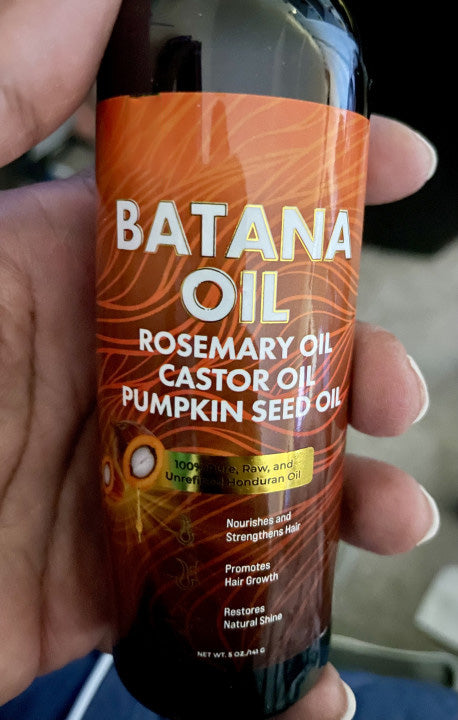 BATANA
OIL
ROSEMARY OIL
CASTOR OIL
PUMPKIN SEED OIL
100% Pure, Raw, and
Unrefined Honduran Oil
Nourishes and
Strengthens Hair
Promotes
Hair Growth
Restores
Natural Shine
NET WT. 5 OZ./141 G